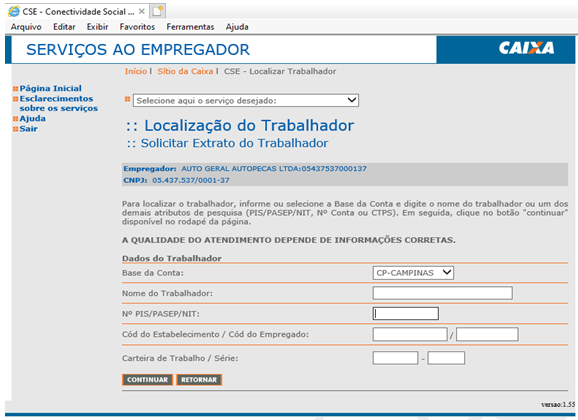 CSE - Conectividade Social ...
Arquivo Editar Exibir Favoritos Ferramentas Ajuda
SERVIÇOS AO EMPREGADOR
CAIXA
Início | Sítio da Caixa | CSE - Localizar Trabalhador
Página Inicial
Esclarecimentos
sobre os serviços
Ajuda
Sair
Selecione aqui o serviço desejado:
:: Localização do Trabalhador
:: Solicitar Extrato do Trabalhador
Empregador: AUTO GERAL AUTOPECAS LTDA:05437537000137
CNPJ: 05.437.537/0001-37
Para localizar o trabalhador, informe ou selecione a Base da Conta e digite o nome do trabalhador ou um dos
demais atributos de pesquisa (PIS/PASEP/NIT, Nº Conta ou CTPS). Em seguida, clique no botão "continuar"
disponível no rodapé da página.
A QUALIDADE DO ATENDIMENTO DEPENDE DE INFORMAÇÕES CORRETAS.
Dados do Trabalhador
Base da Conta: CP-CAMPINAS
Nome do Trabalhador:
Nº PIS/PASEP/NIT:
Cód do Estabelecimento / Cód do Empregado: /
Carteira de Trabalho / Série: -
CONTINUAR RETORNAR
versao:1.55